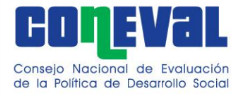 CONEVAL
Consejo Nacional de Evaluación
de la Política de Desarrollo Social